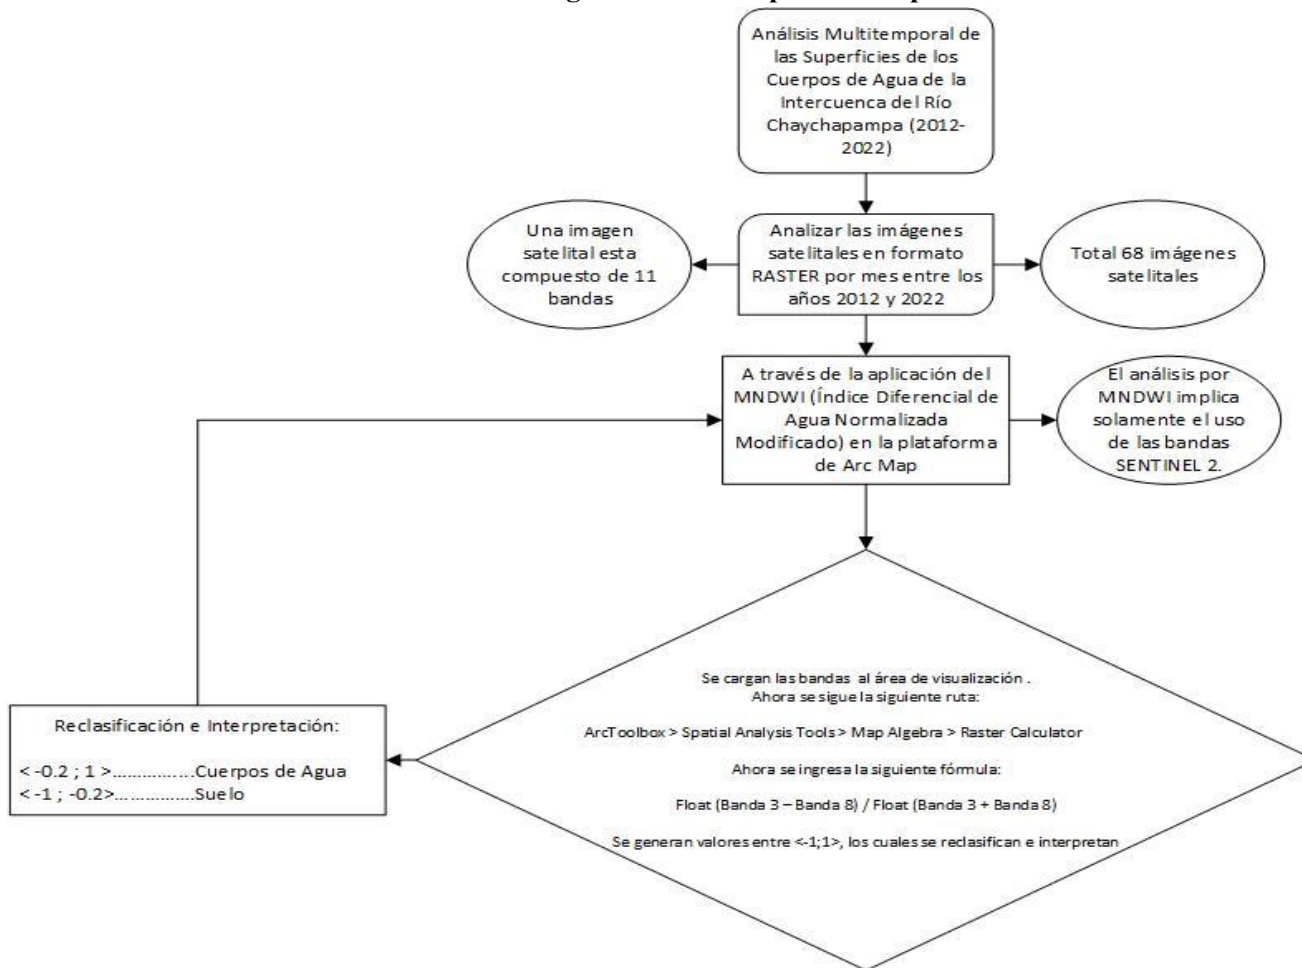 Análisis Multitemporal de
las Superficies de los
Cuerpos de Agua de la
Intercuenca del Río
Chaychapampa (2012-
2022)
Una imagen
satelital esta
compuesto de 11
bandas
Analizar las imágenes
satelitales en formato
RASTER por mes entre los
años 2012 y 2022
Total 68 imágenes
satelitales
A través de la aplicación del
MNDWI (Índice Diferencial de
Agua Normalizada
Modificado) en la plataforma
de Arc Map
El análisis por
MNDWI implica
solamente el uso
de las bandas
SENTINEL 2.
Se cargan las bandas al área de visualización .
Ahora se sigue la siguiente ruta:
ArcToolbox > Spatial Analysis Tools > Map Algebra > Raster Calculator
Ahora se ingresa la siguiente fórmula:
Float (Banda 3 – Banda 8) / Float (Banda 3 + Banda 8)
Se generan valores entre <-1;1>, los cuales se reclasifican e interpretan
Reclasificación e Interpretación:
< -0.2 ; 1 >................Cuerpos de Agua
< -1 ; -0.2>................Suelo